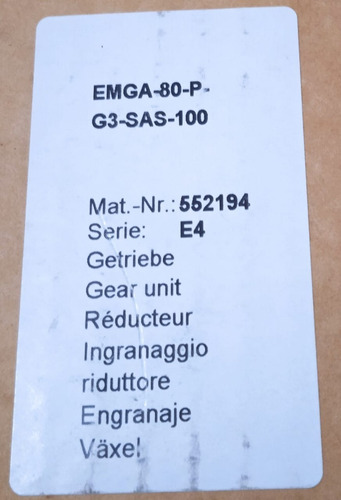 EMGA-80-P-
G3-SAS-100
Mat.-Nr.: 552194
Serie: E4
Getriebe
Gear unit
Réducteur
Ingranaggio
riduttore
Engranaje
Växel